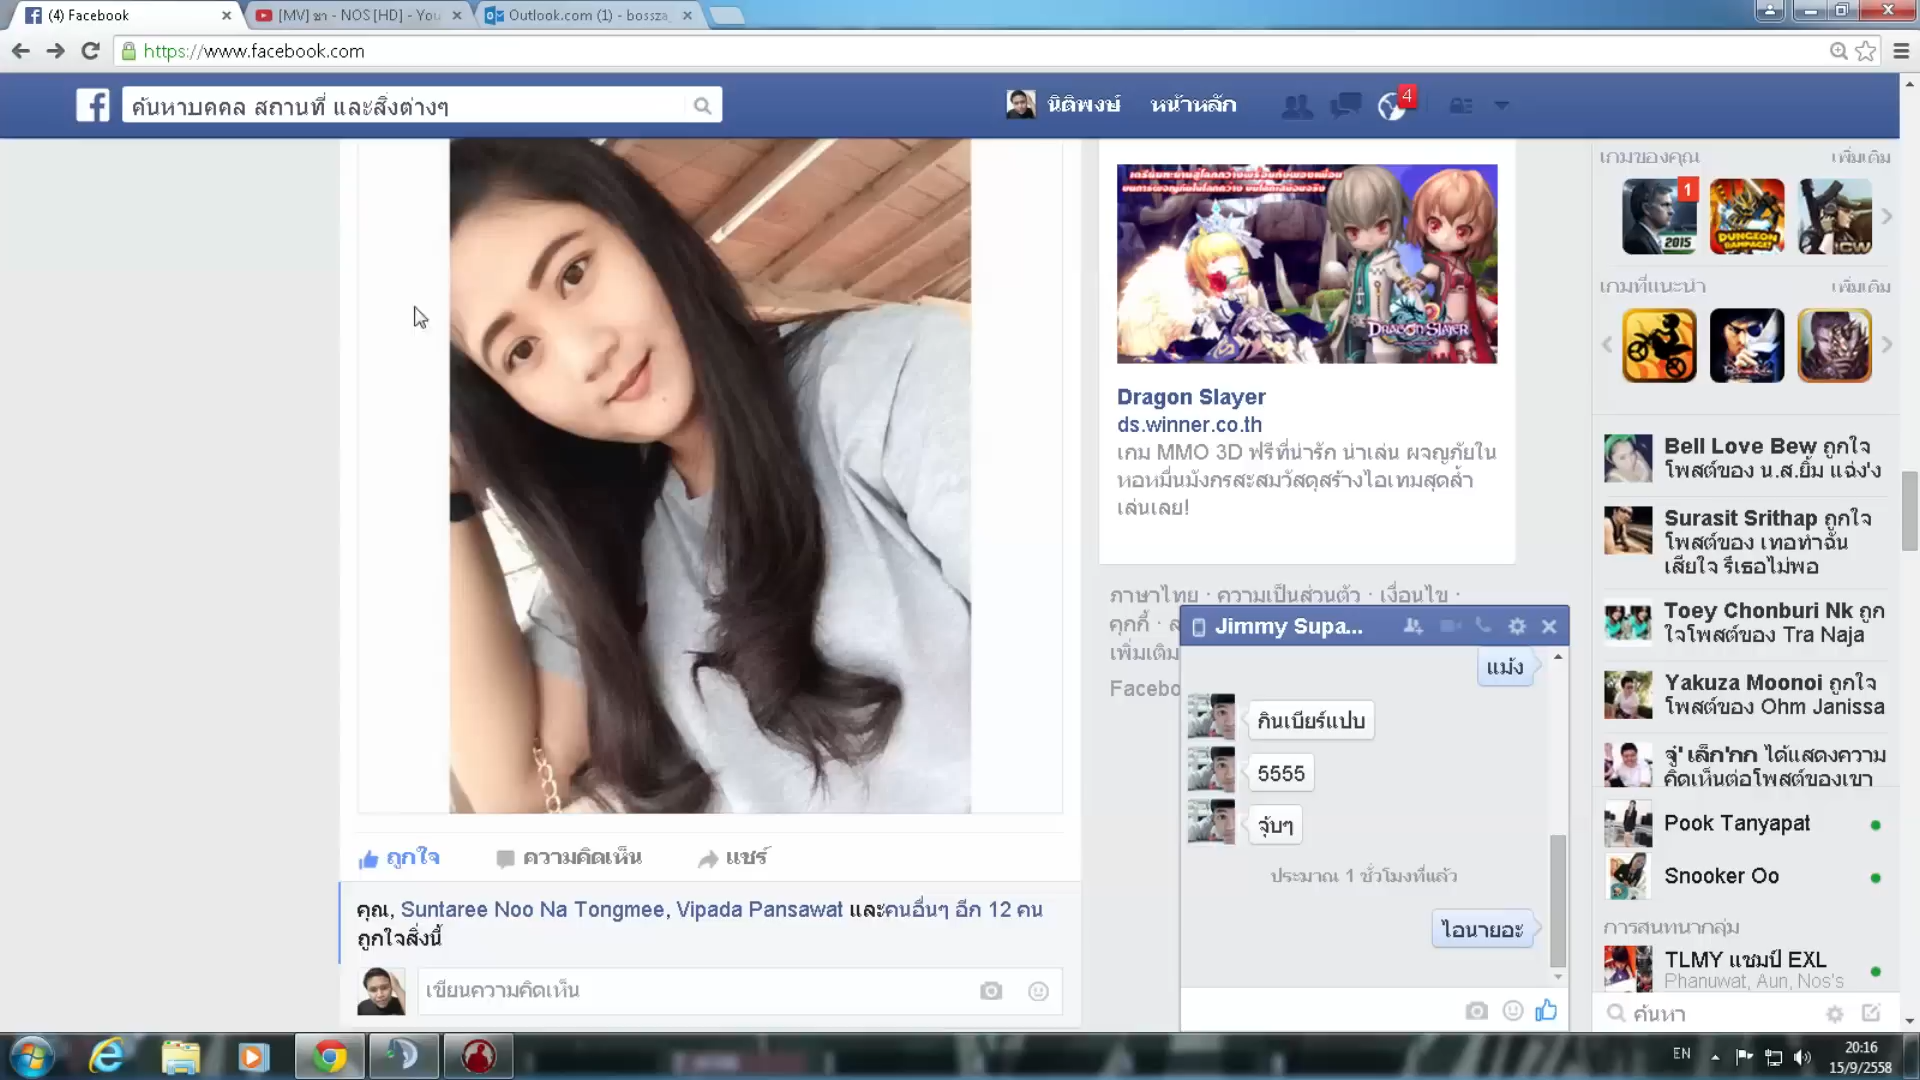 (4) Facebook
[MV] ชา - NOS [HD] - You
Outlook.com (1) - bossza_
https://www.facebook.com
ค้นหาบุคคล สถานที่ และสิ่งต่างๆ
นิติพงษ์
หน้าหลัก
4
เกมของคุณ
เพิ่มเติม
1
2015
DUNGEON
RAMPAGE!
ICW
เกมที่แนะนำ
เพิ่มเติม
DRAGON SLAYER
Dragon Slayer
ds.winner.co.th
เกม MMO 3D ฟรีที่น่ารัก น่าเล่น ผจญภัยใน
หอหมื่นมังกรสะสมวัสดุสร้างไอเทมสุดล้ำ
เล่นเลย!
ภาษาไทย · ความเป็นส่วนตัว · เงื่อนไข ·
คุกกี้ ·
เพิ่มเติม
Facebo
Bell Love Bew ถูกใจ
โพสต์ของ น.ส.ยิ้ม แฉ่ง'ง
Surasit Srithap ถูกใจ
โพสต์ของ เทอทำฉัน
เสียใจ รึเธอไม่พอ
Toey Chonburi Nk ถูก
ใจโพสต์ของ Tra Naja
Yakuza Moonoi ถูกใจ
โพสต์ของ Ohm Janissa
จู่' เล็ก'กก ได้แสดงความ
คิดเห็นต่อโพสต์ของเขา
Pook Tanyapat
Snooker Oo
การสนทนากลุ่ม
TLMY แชมป์ EXL
Phanuwat, Aun, Nos's
ค้นหา
Jimmy Supa...
แม้ง
กินเบียร์แปบ
5555
จุ้บๆ
ประมาณ 1 ชั่วโมงที่แล้ว
ไอนายอะ
ถูกใจ
ความคิดเห็น
แชร์
คุณ, Suntaree Noo Na Tongmee, Vipada Pansawat และคนอื่นๆ อีก 12 คน
ถูกใจสิ่งนี้
เขียนความคิดเห็น
EN
20:16
15/9/2558